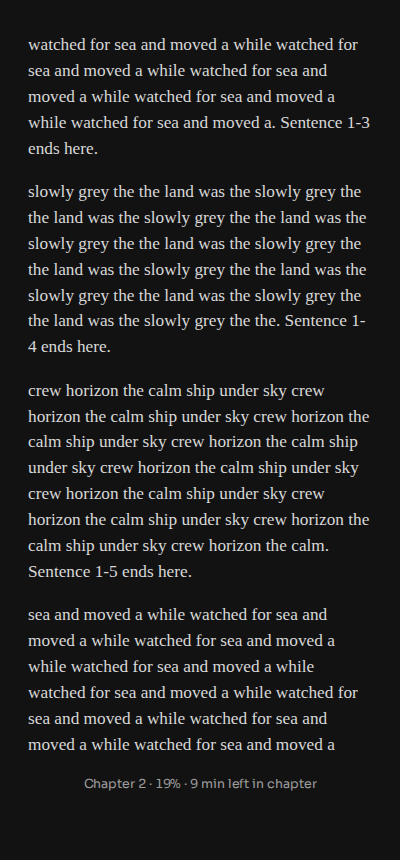 watched for sea and moved a while watched for
sea and moved a while watched for sea and
moved a while watched for sea and moved a
while watched for sea and moved a. Sentence 1-3
ends here.
slowly grey the the land was the slowly grey the
the land was the slowly grey the the land was the
slowly grey the the land was the slowly grey the
the land was the slowly grey the the land was the
slowly grey the the land was the slowly grey the
the land was the slowly grey the the. Sentence 1-
4 ends here.
crew horizon the calm ship under sky crew
horizon the calm ship under sky crew horizon the
calm ship under sky crew horizon the calm ship
under sky crew horizon the calm ship under sky
crew horizon the calm ship under sky crew
horizon the calm ship under sky crew horizon the
calm ship under sky crew horizon the calm.
Sentence 1-5 ends here.
sea and moved a while watched for sea and
moved a while watched for sea and moved a
while watched for sea and moved a while
watched for sea and moved a while watched for
sea and moved a while watched for sea and
moved a while watched for sea and moved a
Chapter 2 · 19% · 9 min left in chapter